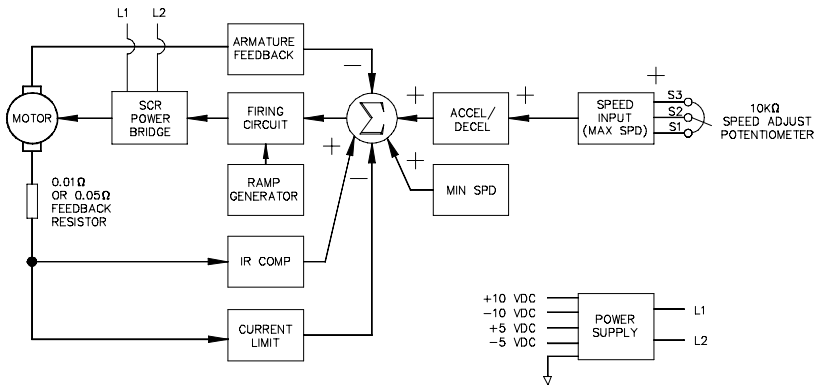 L1
L2
ARMATURE
FEEDBACK
MOTOR
SCR
POWER
BRIDGE
FIRING
CIRCUIT
Σ
ACCEL/
DECEL
SPEED
INPUT
(MAX SPD)
S3
S2
S1
10KΩ
SPEED ADJUST
POTENTIOMETER
−
+
+
+
+
−
+
RAMP
GENERATOR
MIN SPD
0.01Ω
OR 0.05Ω
FEEDBACK
RESISTOR
IR COMP
CURRENT
LIMIT
+10 VDC
−10 VDC
+5 VDC
−5 VDC
POWER
SUPPLY
L1
L2